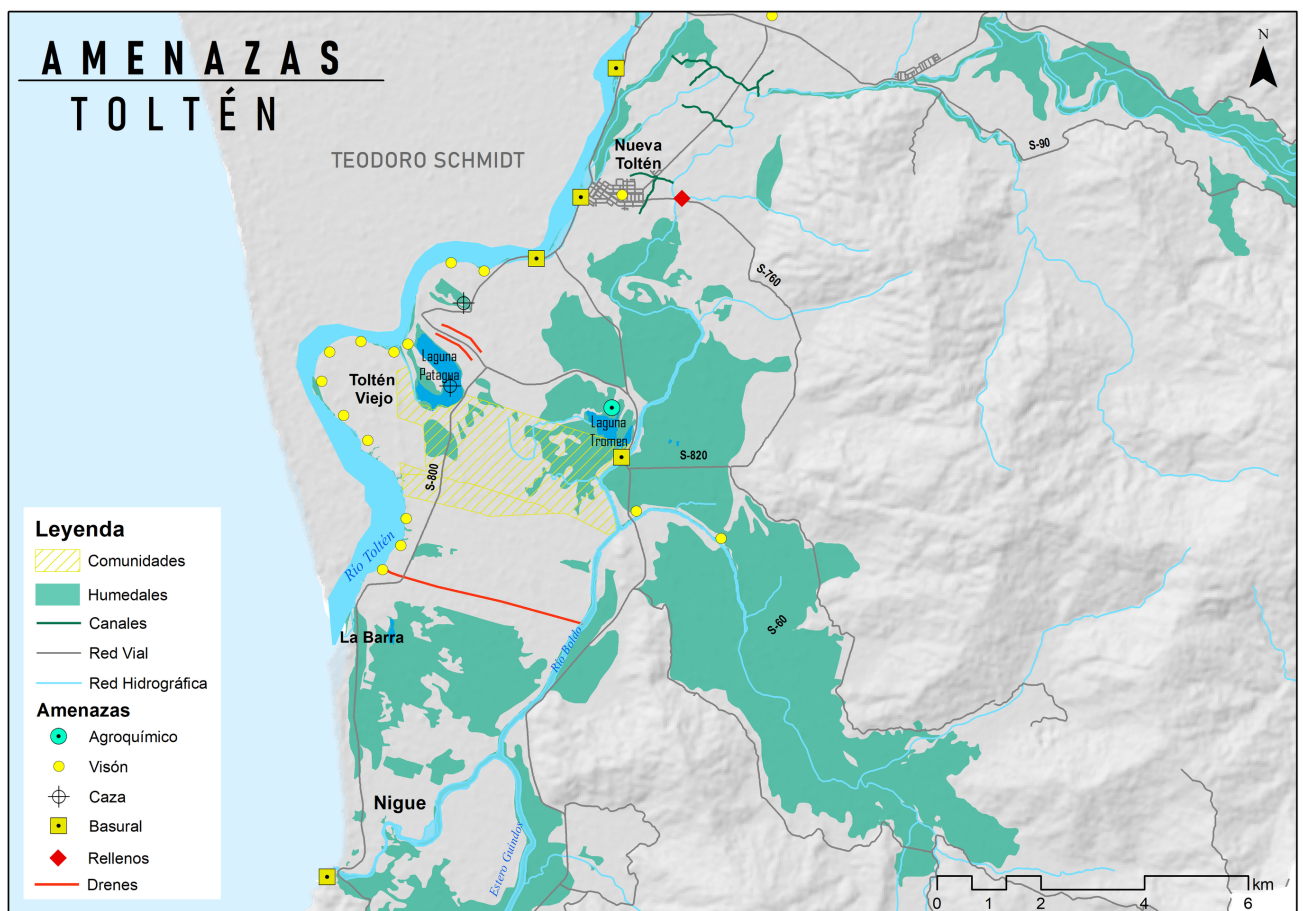 AMENAZAS
TOLTÉN
N
TEODORO SCHMIDT
Nueva
Toltén
S-90
S-760
Laguna
Patagua
Toltén
Viejo
Laguna
Tromen
S-820
S-800
Río Toltén
La Barra
Río Boldo
S-60
Nigue
Estero Guindos
Leyenda
Comunidades
Humedales
Canales
Red Vial
Red Hidrográfica
Amenazas
Agroquímico
Visón
Caza
Basural
Rellenos
Drenes
km
0 1 2 4 6